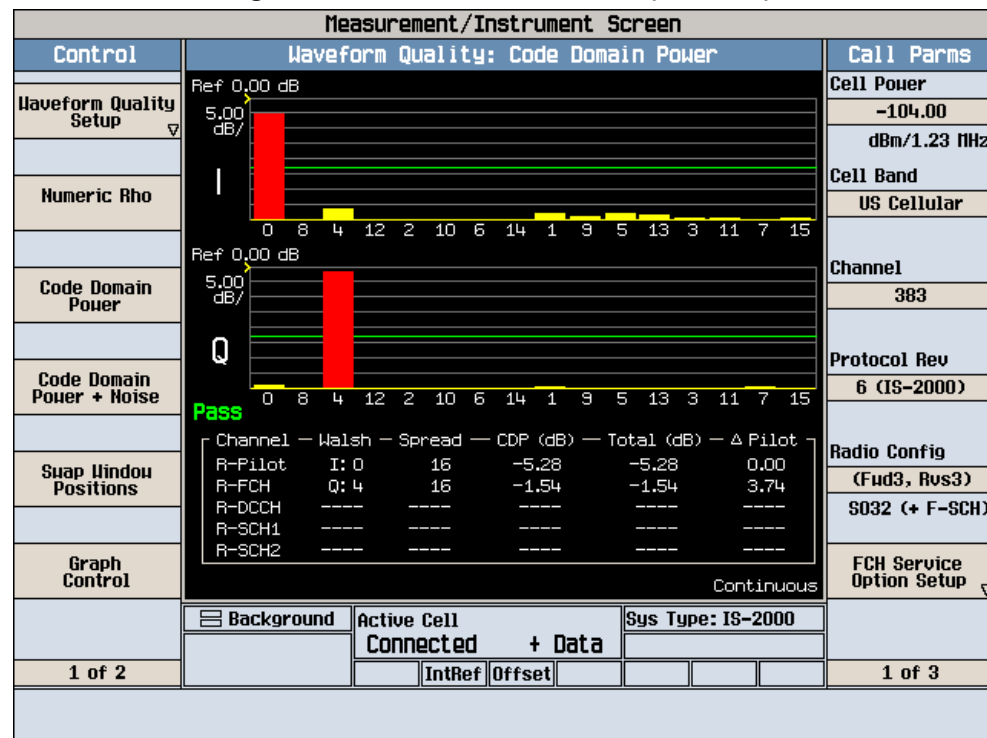 Measurement/Instrument Screen
Control
Waveform Quality: Code Domain Power
Call Parms
Waveform Quality
Setup
Numeric Rho
Code Domain
Power
Code Domain
Power + Noise
Swap Window
Positions
Graph
Control
1 of 2
Ref 0.00 dB
5.00
dB/
I
0 8 4 12 2 10 6 14 1 9 5 13 3 11 7 15
Ref 0.00 dB
5.00
dB/
Q
0 8 4 12 2 10 6 14 1 9 5 13 3 11 7 15
Pass
Channel — Walsh — Spread — CDP (dB) — Total (dB) — Δ Pilot
R-Pilot I: 0 16 -5.28 -5.28 0.00
R-FCH Q: 4 16 -1.54 -1.54 3.74
R-DCCH ---- ---- ---- ---- ----
R-SCH1 ---- ---- ---- ---- ----
R-SCH2 ---- ---- ---- ---- ----
Continuous
Background
Active Cell
Connected + Data
Sys Type: IS-2000
IntRef
Offset
Cell Power
-104.00
dBm/1.23 MHz
Cell Band
US Cellular
Channel
383
Protocol Rev
6 (IS-2000)
Radio Config
(Fwd3, Rvs3)
SO32 (+ F-SCH)
FCH Service
Option Setup
1 of 3